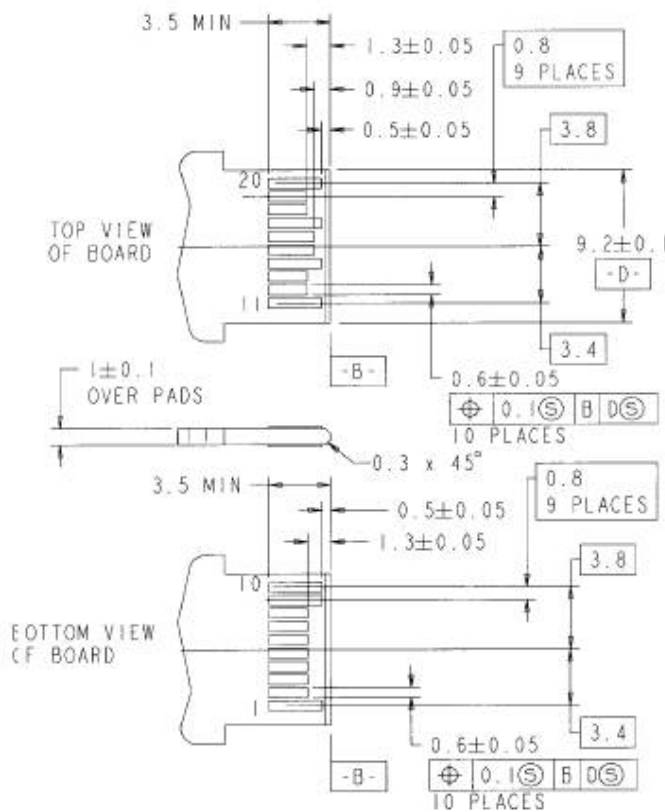 3.5 MIN
1.3±0.05
0.8
9 PLACES
0.9±0.05
0.5±0.05
3.8
20
TOP VIEW
OF BOARD
9.2±0.1
-D-
11
3.4
1±0.1
OVER PADS
-B-
0.6±0.05
⌖ 0.1Ⓢ B DⓈ
10 PLACES
0.3 x 45°
3.5 MIN
0.8
9 PLACES
0.5±0.05
1.3±0.05
10
3.8
BOTTOM VIEW
OF BOARD
1
3.4
0.6±0.05
-B-
⌖ 0.1Ⓢ B DⓈ
10 PLACES